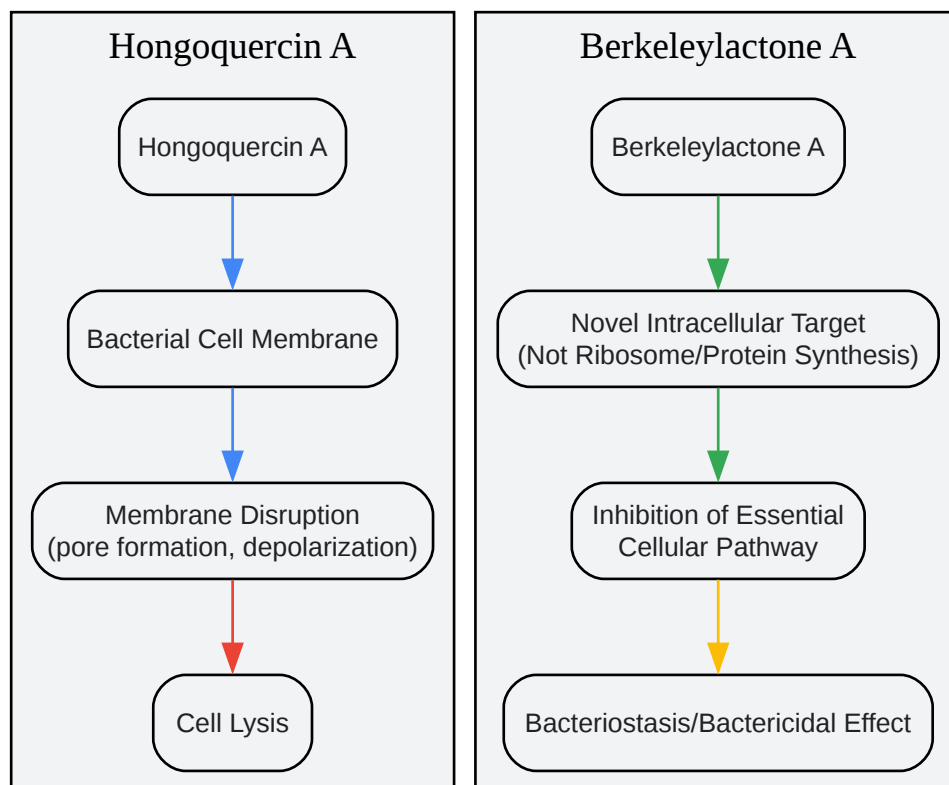 Hongoquercin A
Hongoquercin A
Bacterial Cell Membrane
Membrane Disruption
(pore formation, depolarization)
Cell Lysis
Berkeleylactone A
Berkeleylactone A
Novel Intracellular Target
(Not Ribosome/Protein Synthesis)
Inhibition of Essential
Cellular Pathway
Bacteriostasis/Bactericidal Effect